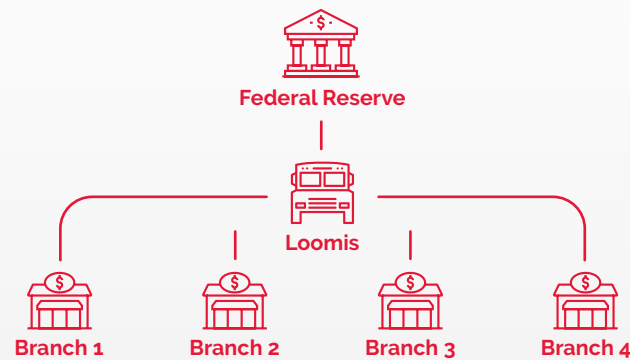 $
Federal Reserve
Loomis
$
$
$
$
Branch 1
Branch 2
Branch 3
Branch 4